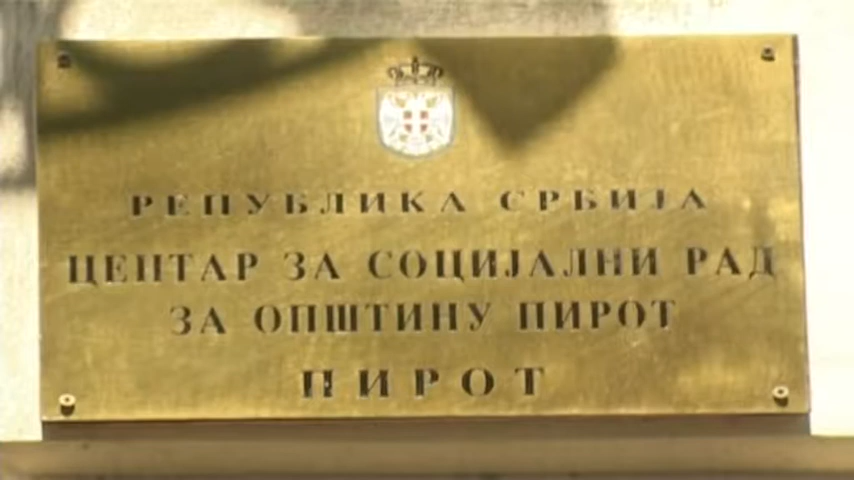 РЕПУБЛИКА СРБИЈА
ЦЕНТАР ЗА СОЦИЈАЛНИ РАД
ЗА ОПШТИНУ ПИРОТ
ПИРОТ